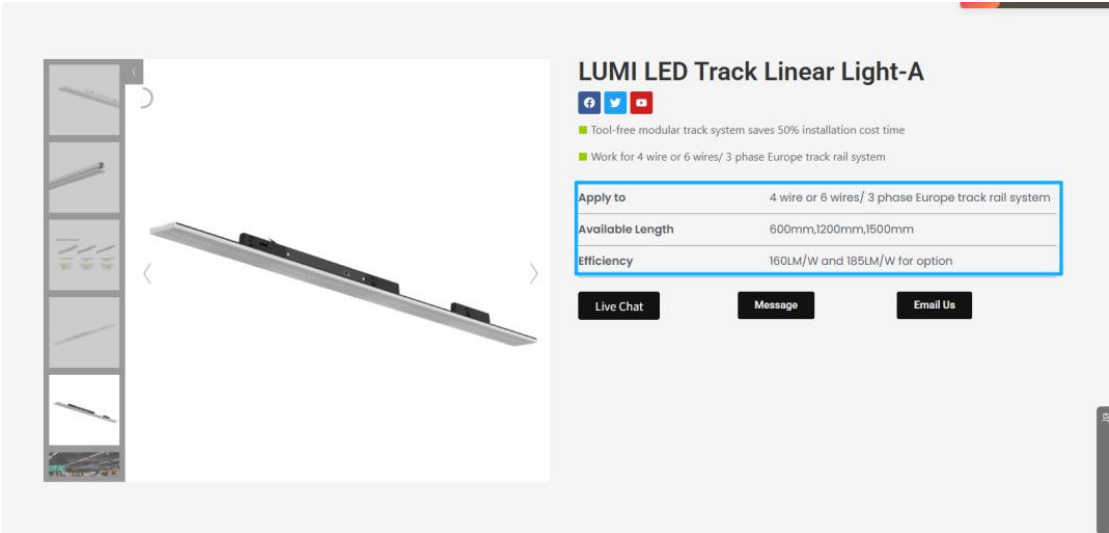 LUMI LED Track Linear Light-A
Tool-free modular track system saves 50% installation cost time
Work for 4 wire or 6 wires/ 3 phase Europe track rail system
Apply to 4 wire or 6 wires/ 3 phase Europe track rail system
Available Length 600mm,1200mm,1500mm
Efficiency 160LM/W and 185LM/W for option
Live Chat Message Email Us